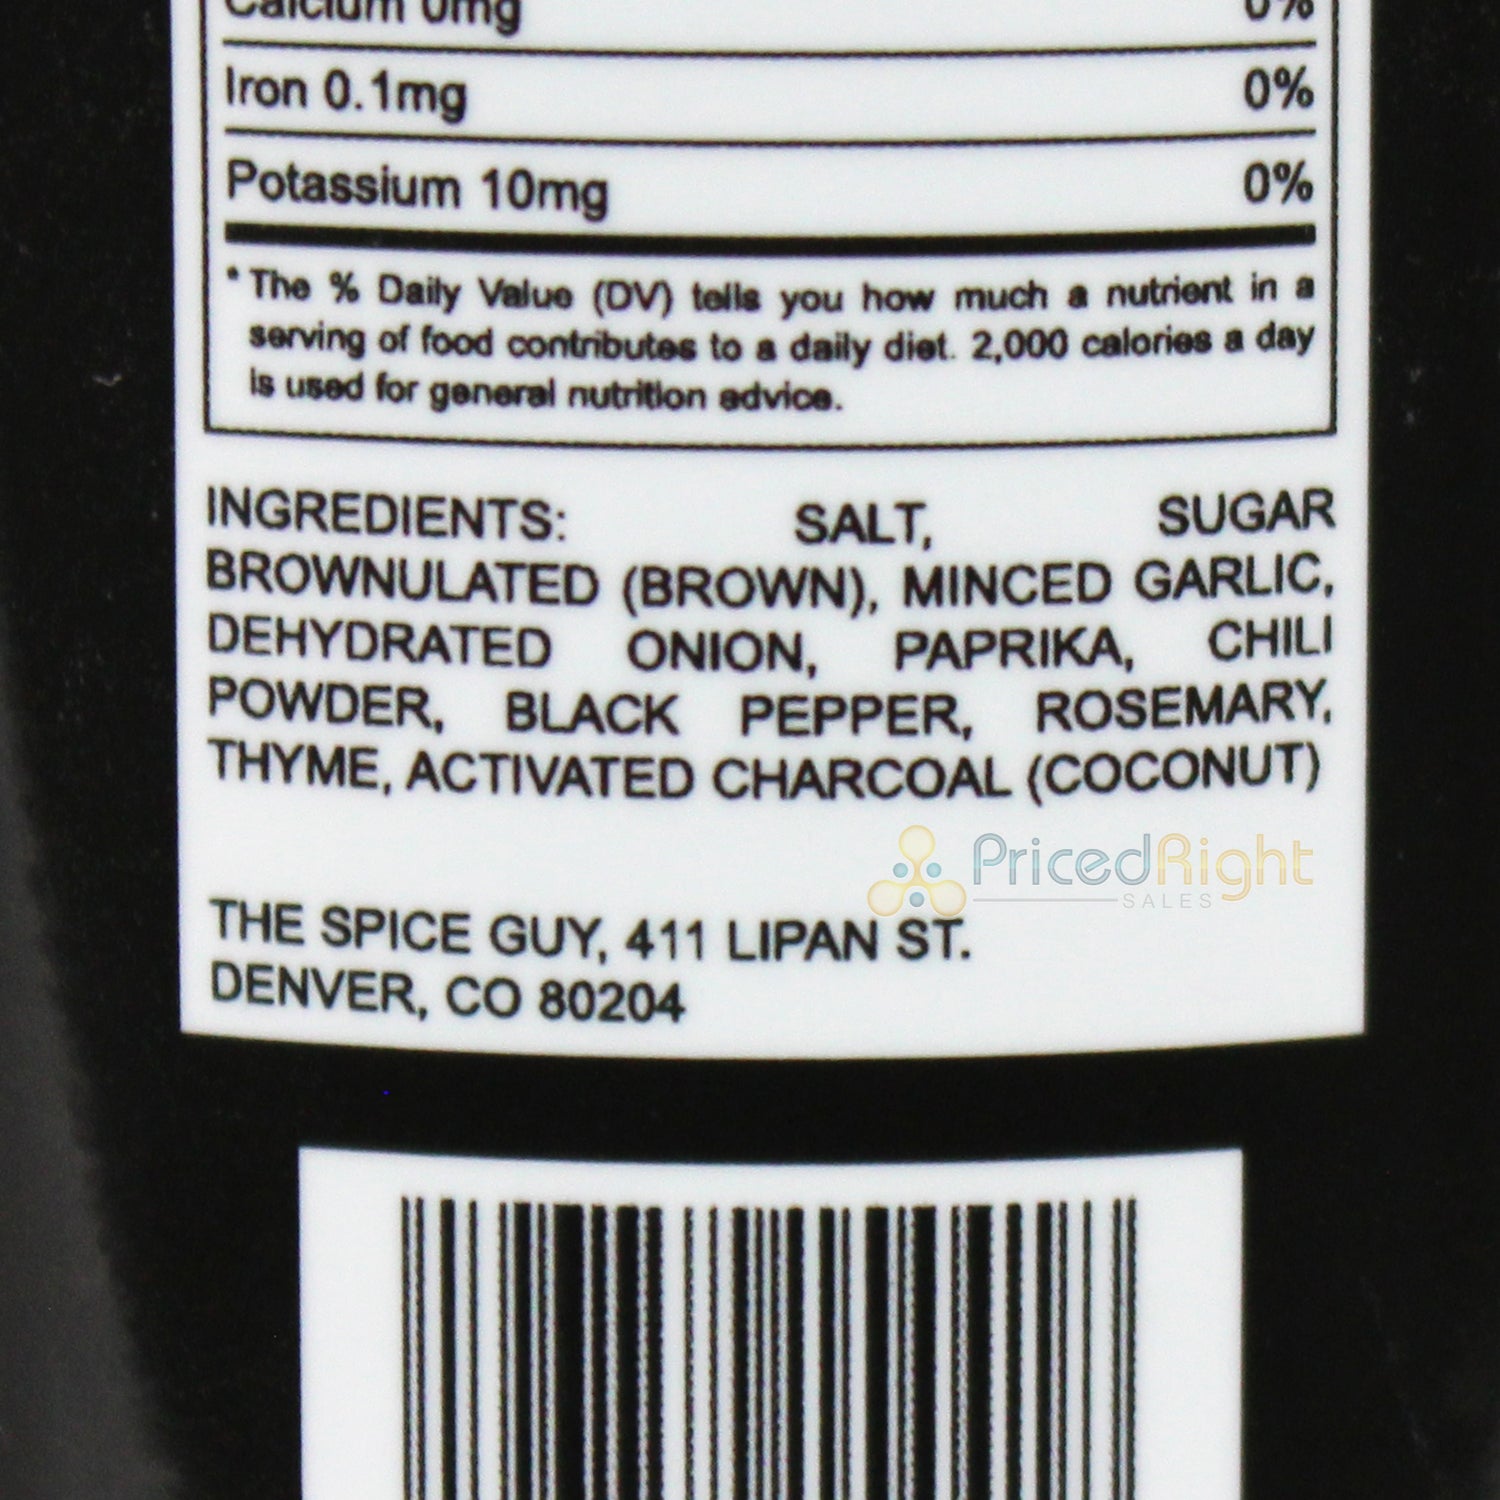 Calcium 0mg 0%
Iron 0.1mg 0%
Potassium 10mg 0%
* The % Daily Value (DV) tells you how much a nutrient in a
serving of food contributes to a daily diet. 2,000 calories a day
is used for general nutrition advice.
INGREDIENTS: SALT, SUGAR
BROWNULATED (BROWN), MINCED GARLIC,
DEHYDRATED ONION, PAPRIKA, CHILI
POWDER, BLACK PEPPER, ROSEMARY,
THYME, ACTIVATED CHARCOAL (COCONUT)
PricedRight
SALES
THE SPICE GUY, 411 LIPAN ST.
DENVER, CO 80204